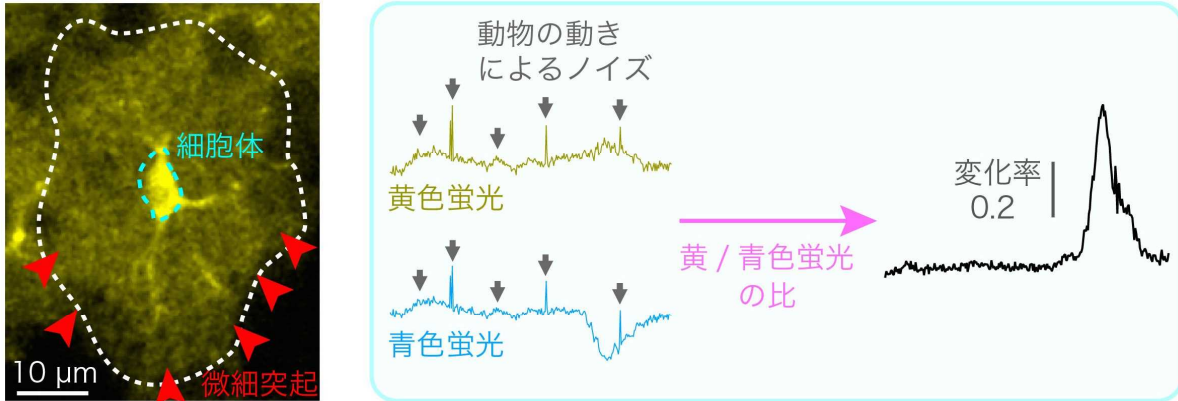 細胞体
10 μm
微細突起
動物の動き
によるノイズ
黄色蛍光
青色蛍光
黄 / 青色蛍光
の比
変化率
0.2